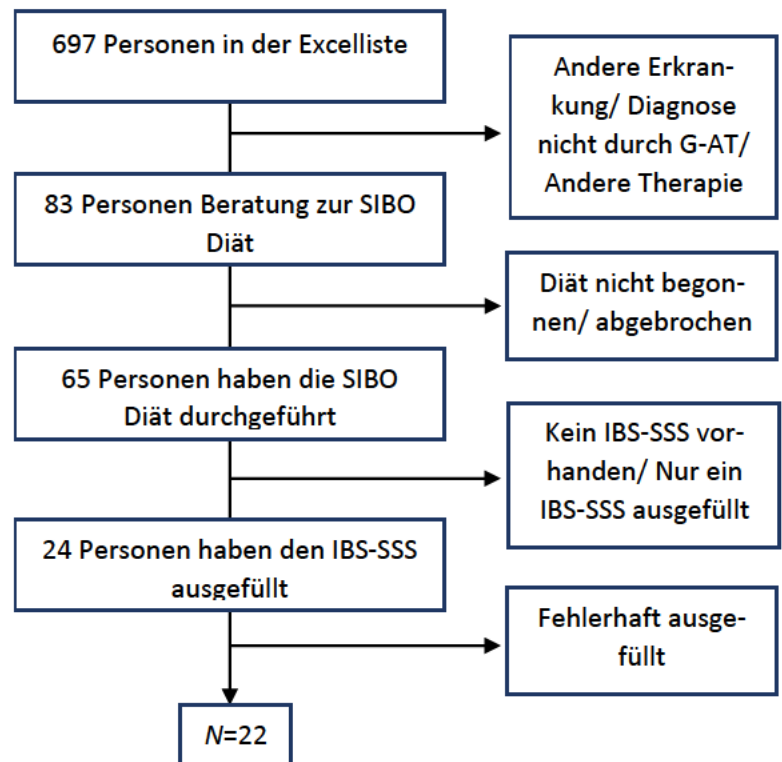 697 Personen in der Excelliste
Andere Erkran-
kung/ Diagnose
nicht durch G-AT/
Andere Therapie
83 Personen Beratung zur SIBO
Diät
Diät nicht begon-
nen/ abgebrochen
65 Personen haben die SIBO
Diät durchgeführt
Kein IBS-SSS vor-
handen/ Nur ein
IBS-SSS ausgefüllt
24 Personen haben den IBS-SSS
ausgefüllt
Fehlerhaft ausge-
füllt
N=22